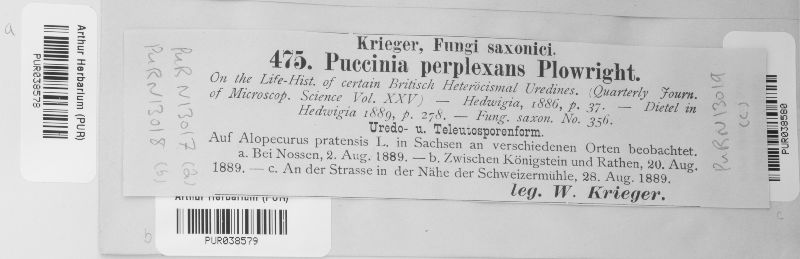 a
Arthur Herbarium (PUR)
PUR038578
PUR N13018 (b)
PUR N13017 (a)
Krieger, Fungi saxonici.
475. Puccinia perplexans Plowright.
On the Life-Hist. of certain Britisch Heterocismal Uredines. (Quarterly Journ.
of Microscop. Science Vol. XXV) — Hedwigia, 1886, p. 37. — Dietel in
Hedwigia 1889, p. 278. — Fung. saxon. No. 356.
Uredo- u. Teleutosporenform.
Auf Alopecurus pratensis L. in Sachsen an verschiedenen Orten beobachtet.
a. Bei Nossen, 2. Aug. 1889. — b. Zwischen Königstein und Rathen, 20. Aug.
1889. — c. An der Strasse in der Nähe der Schweizermühle, 28. Aug. 1889.
leg. W. Krieger.
PUR N13019
(c)
PUR038580
c
Arthur Herbarium (PUR)
PUR038579
b